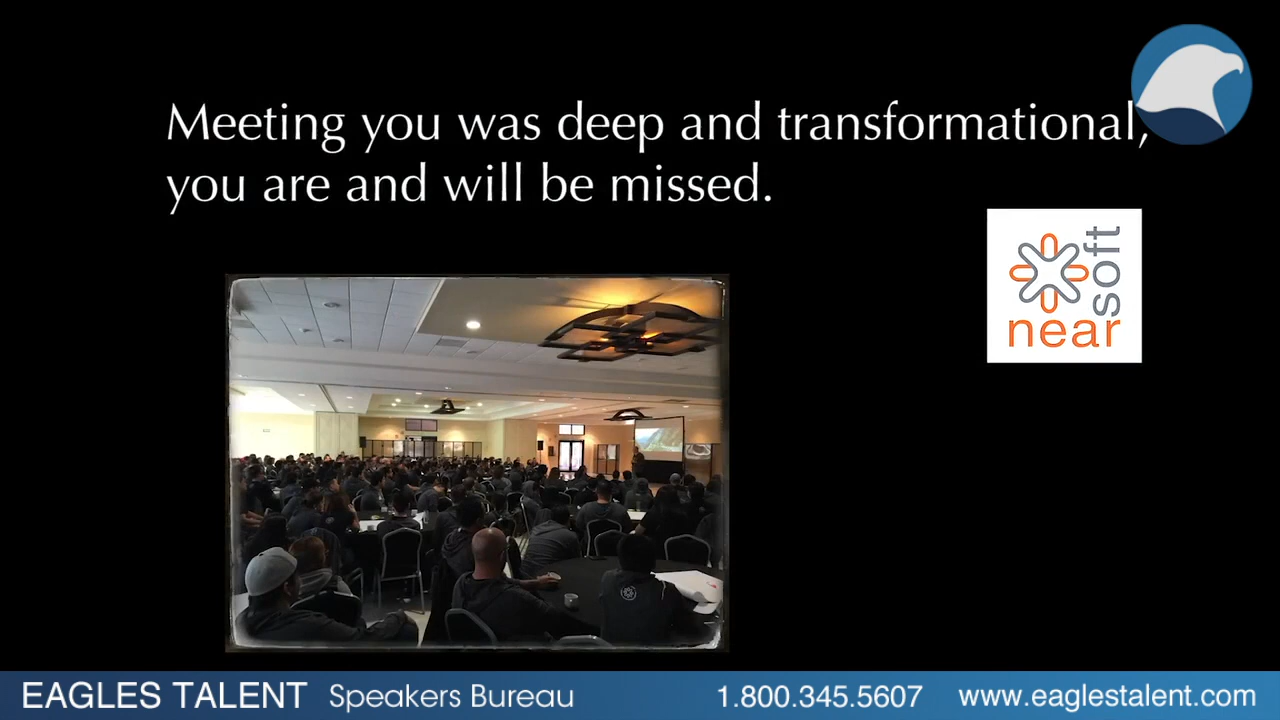 Meeting you was deep and transformational,
you are and will be missed.
soft
near
EAGLES TALENT Speakers Bureau 1.800.345.5607 www.eaglestalent.com